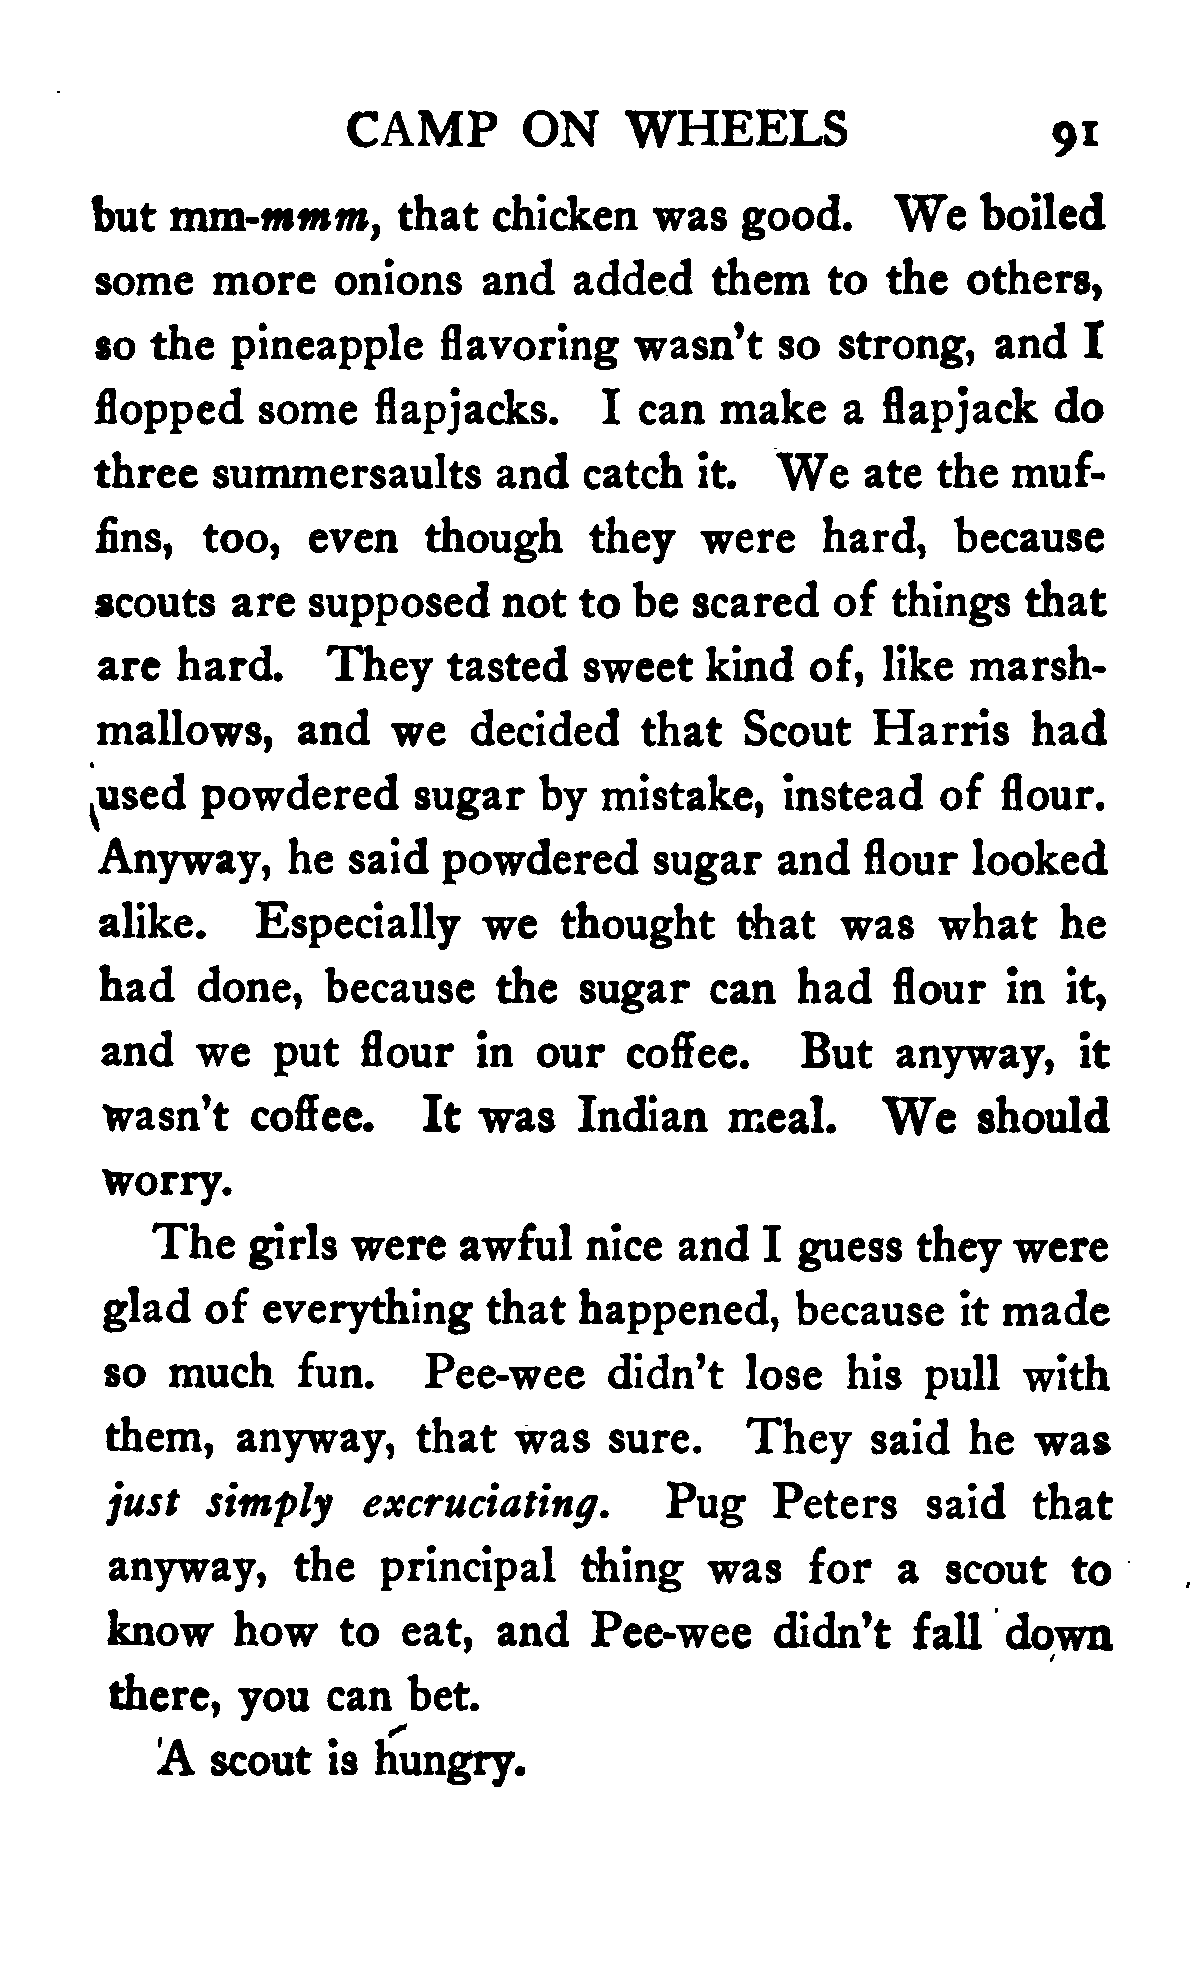 CAMP ON WHEELS 91
but mm-mmm, that chicken was good. We boiled
some more onions and added them to the others,
so the pineapple flavoring wasn't so strong, and I
flopped some flapjacks. I can make a flapjack do
three summersaults and catch it. We ate the muf-
fins, too, even though they were hard, because
scouts are supposed not to be scared of things that
are hard. They tasted sweet kind of, like marsh-
mallows, and we decided that Scout Harris had
used powdered sugar by mistake, instead of flour.
Anyway, he said powdered sugar and flour looked
alike. Especially we thought that was what he
had done, because the sugar can had flour in it,
and we put flour in our coffee. But anyway, it
wasn't coffee. It was Indian meal. We should
worry.
The girls were awful nice and I guess they were
glad of everything that happened, because it made
so much fun. Pee-wee didn't lose his pull with
them, anyway, that was sure. They said he was
just simply excruciating. Pug Peters said that
anyway, the principal thing was for a scout to
know how to eat, and Pee-wee didn't fall down
there, you can bet.
A scout is hungry.